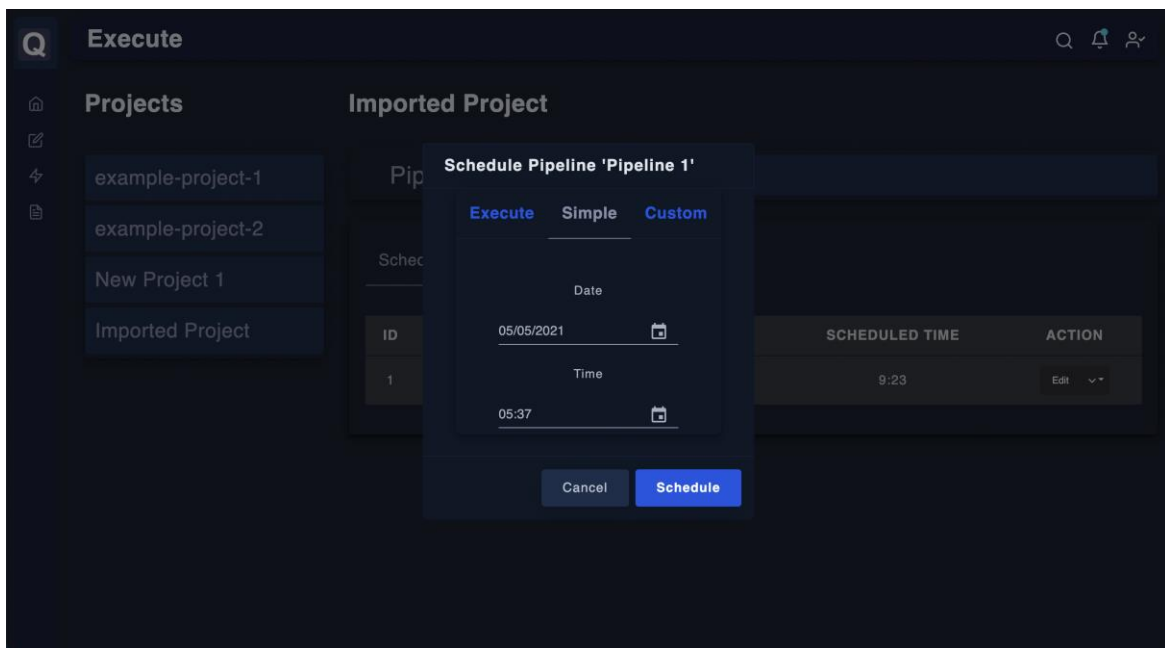 Q Execute
Projects
Imported Project
example-project-1
example-project-2
New Project 1
Imported Project
Pip
Sched
ID SCHEDULED TIME ACTION
1 9:23 Edit
Schedule Pipeline 'Pipeline 1'
Execute Simple Custom
Date
05/05/2021
Time
05:37
Cancel Schedule